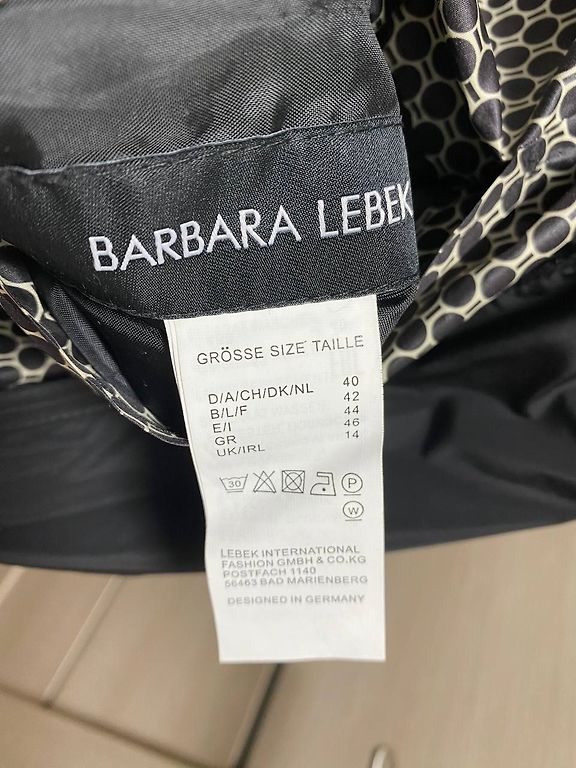 BARBARA LEBEK
GRÖSSE SIZE TAILLE
D/A/CH/DK/NL 40
B/L/F 42
E/I 44
GR 46
UK/IRL 14
30 P
W
LEBEK INTERNATIONAL
FASHION GMBH & CO.KG
POSTFACH 1140
56463 BAD MARIENBERG
DESIGNED IN GERMANY